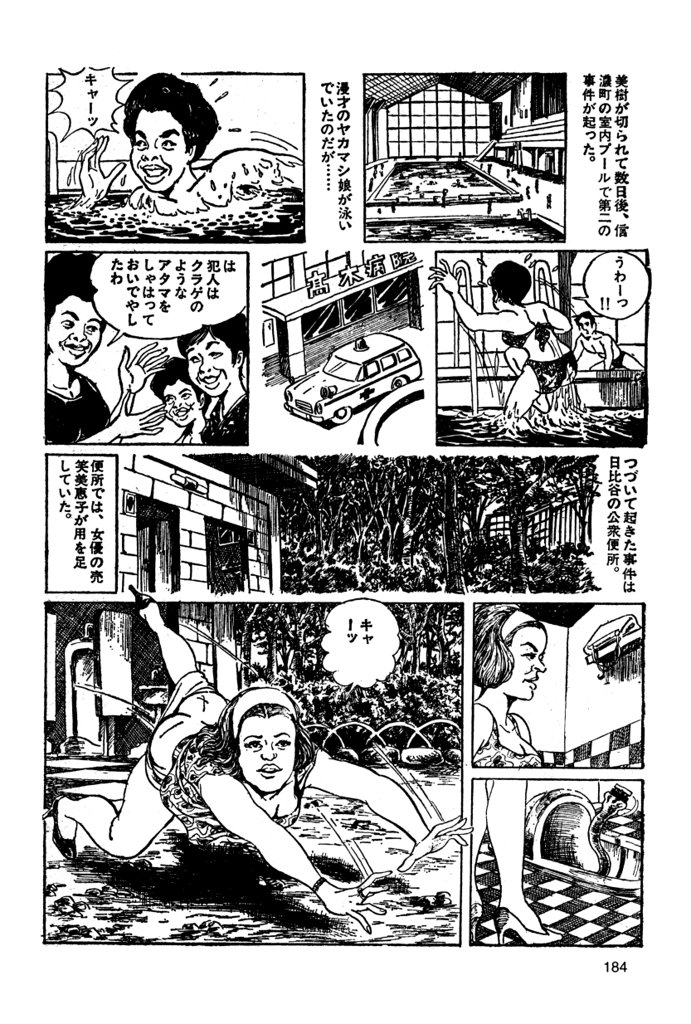 美樹が切られて数日後、信
濃町の室内プールで第二の
事件が起った。
漫才のヤカマシ娘が泳い
でいたのだが……
キャーッ
うわーっ
!!
高木病院
は
犯人は
クラゲの
ような
アタマを
しゃはって
おいでやし
たわ
つづいて起きた事件は
日比谷の公衆便所。
便所では、女優の売
笑美恵子が用を足
していた。
キャ
ーッ
!
184